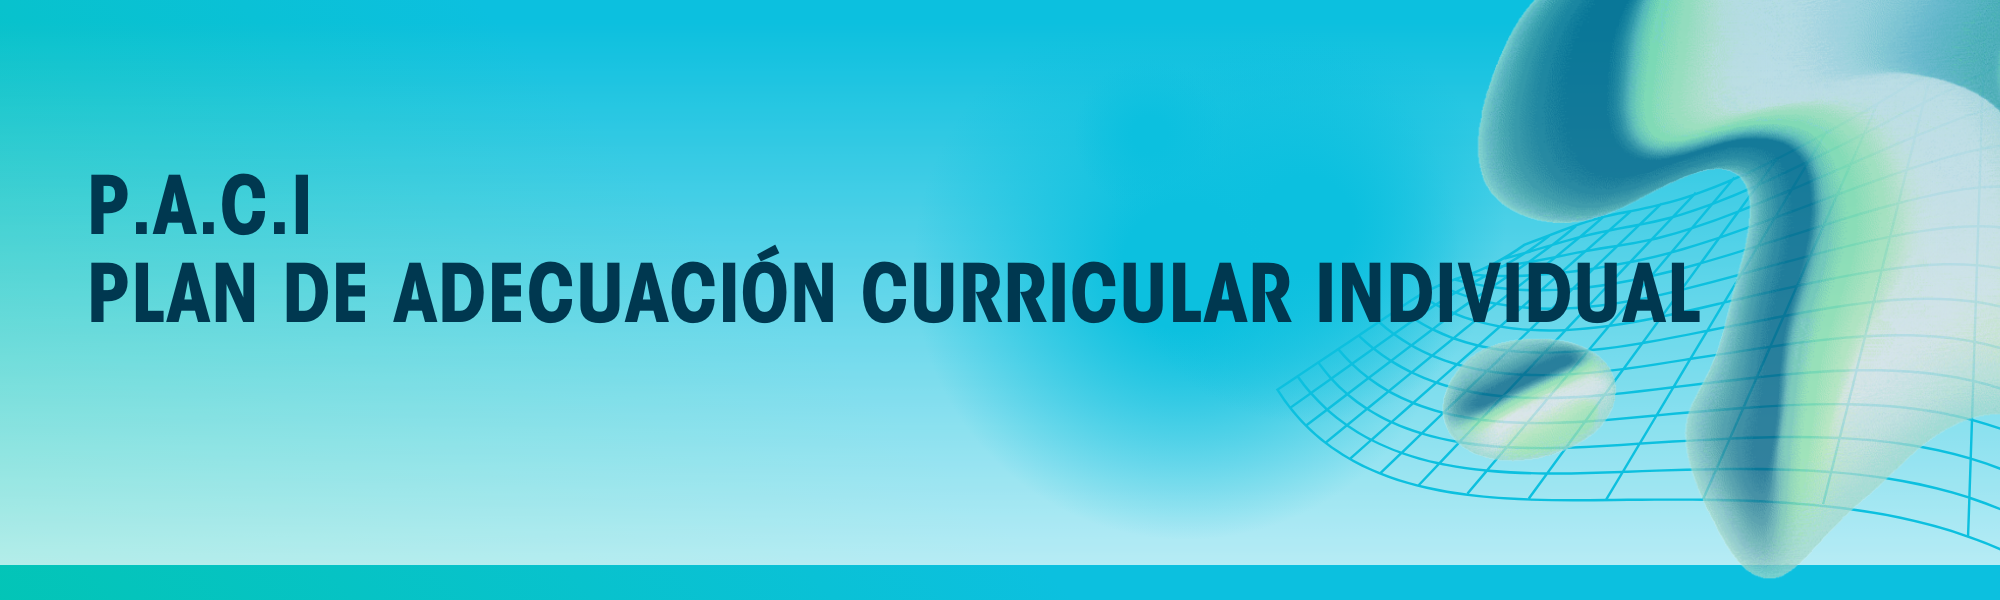 P.A.C.I
PLAN DE ADECUACIÓN CURRICULAR INDIVIDUAL